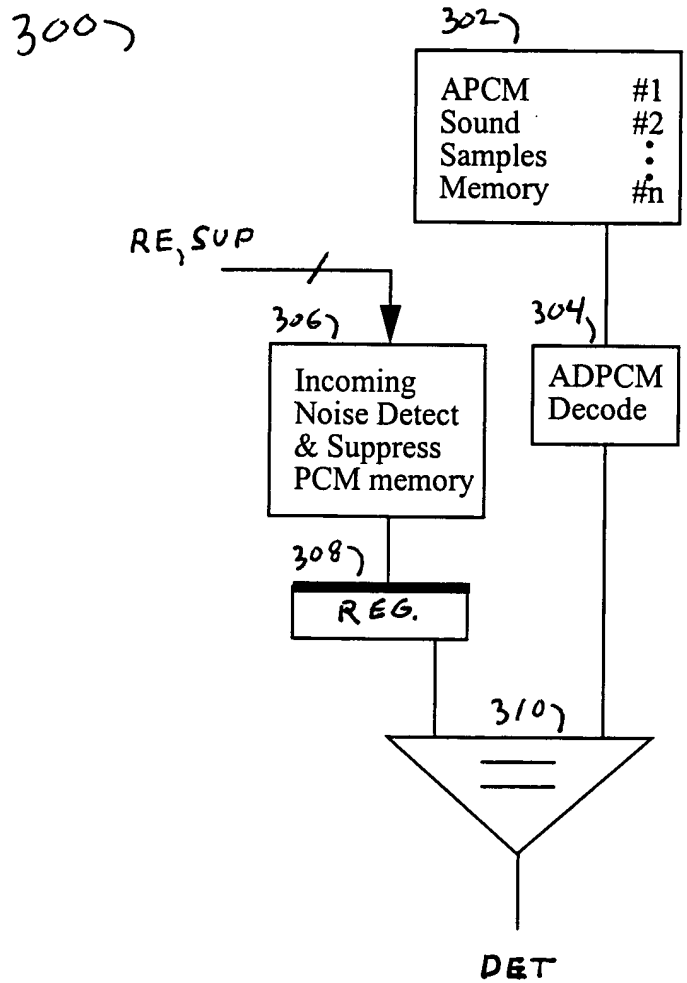 300
302
APCM #1
Sound #2
Samples
Memory #n
RE, SUP
306
304
Incoming
Noise Detect
& Suppress
PCM memory
ADPCM
Decode
308
REG.
310
=
DET